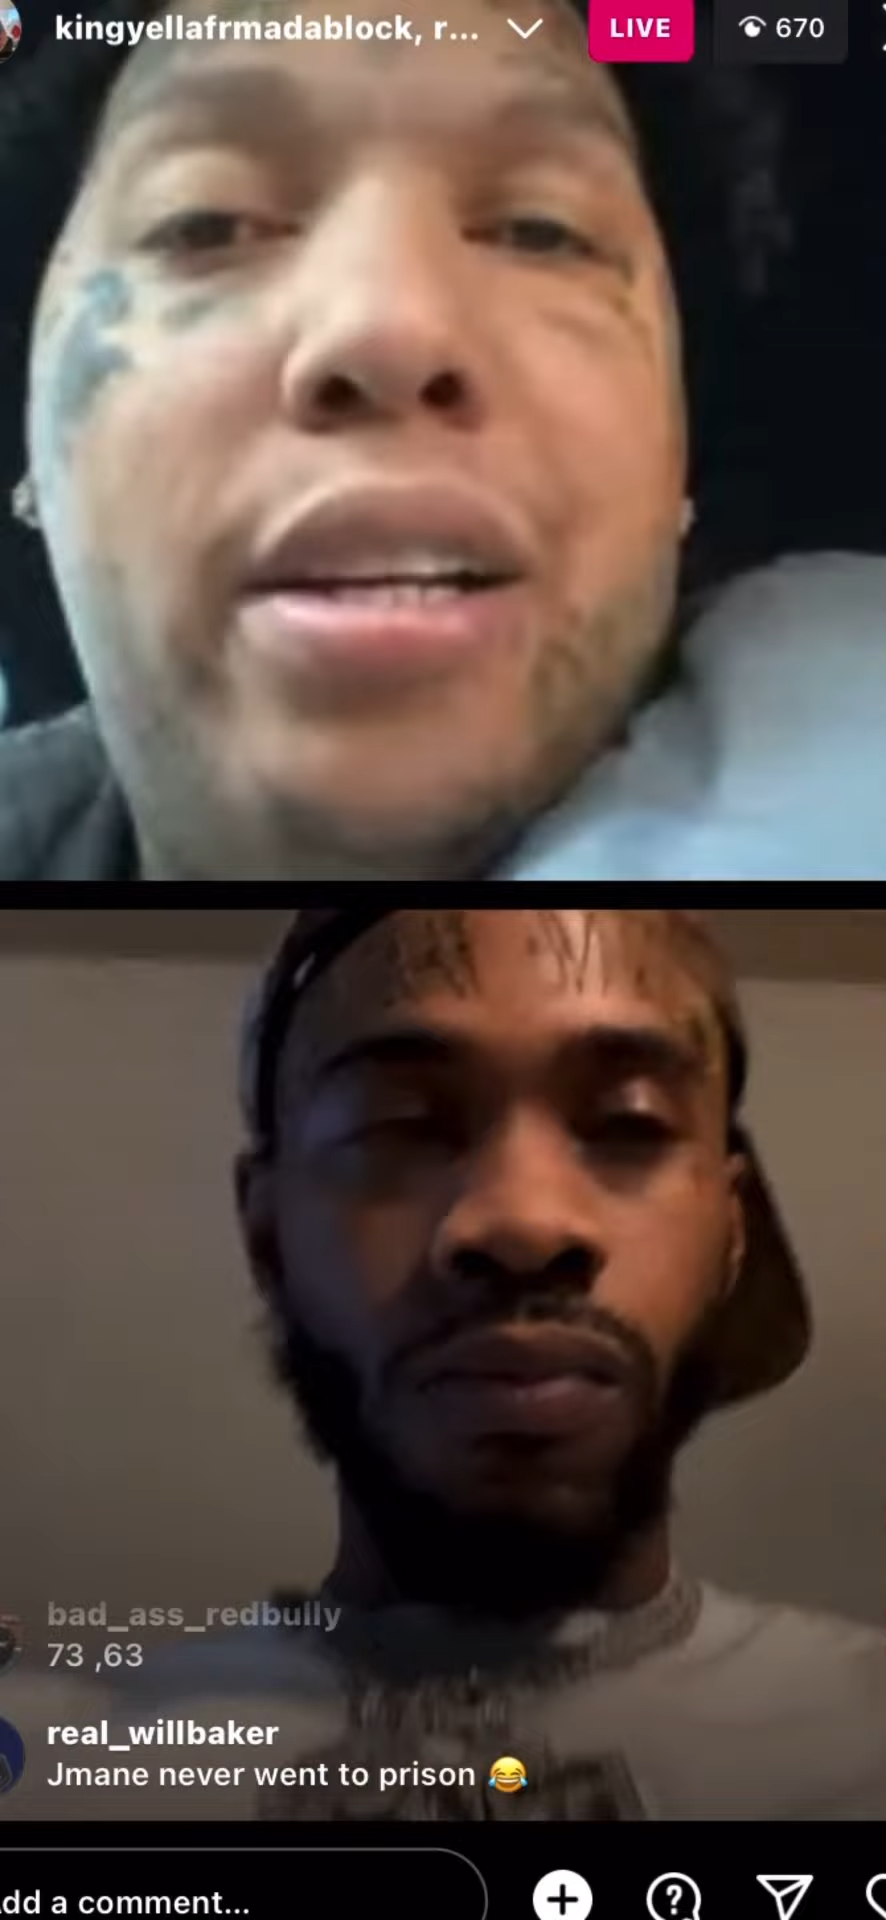 kingyellafrmadablock, r...
LIVE
670
bad_ass_redbully
73 ,63
real_willbaker
Jmane never went to prison 😂
dd a comment...